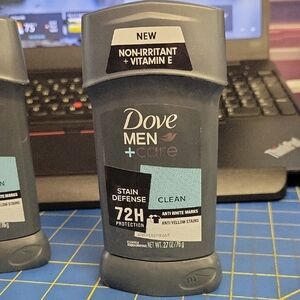 NEW
NON-IRRITANT
+ VITAMIN E
Dove
MEN
+care
STAIN
DEFENSE
CLEAN
72H
PROTECTION
ANTI WHITE MARKS
ANTI YELLOW STAINS
NET WT. 2.7 OZ/76g